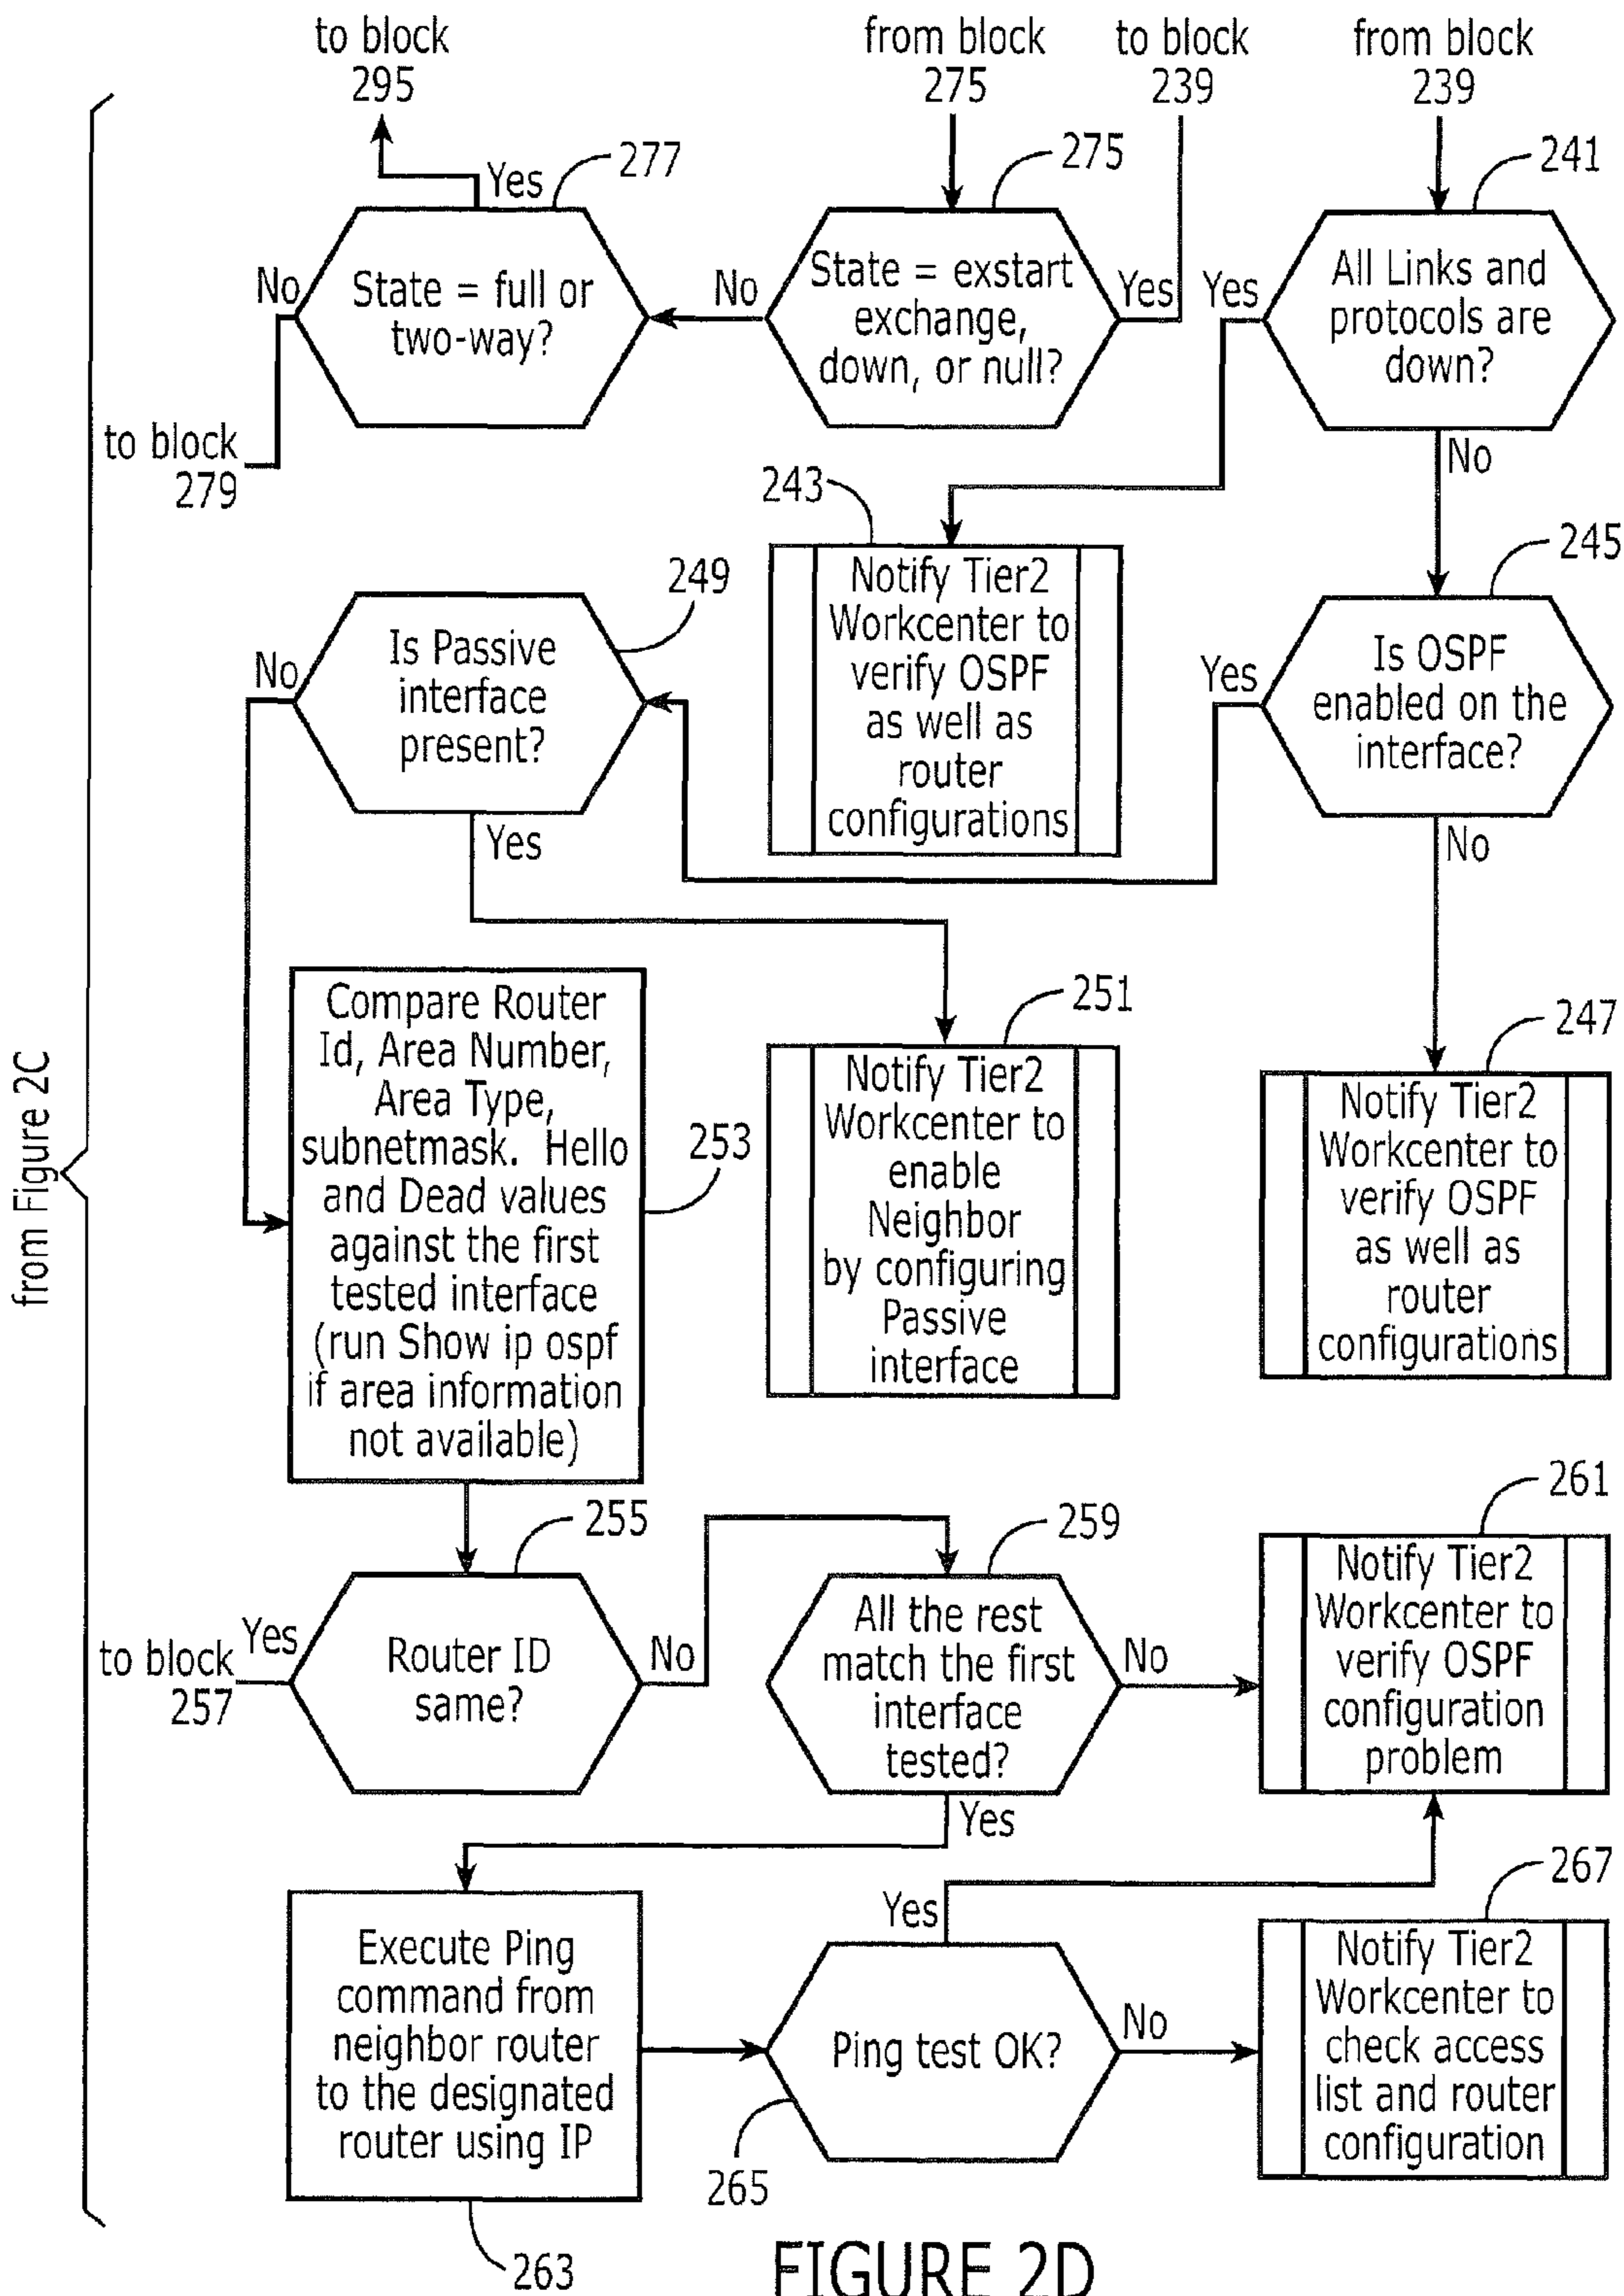 to block
295
from block
275
to block
239
from block
239
277
275
241
Yes
No
State = full or
two-way?
No
State = exstart
exchange,
down, or null?
Yes
Yes
All Links and
protocols are
down?
No
to block
279
243
Notify Tier2
Workcenter to
verify OSPF
as well as
router
configurations
249
No
Is Passive
interface
present?
Yes
245
Yes
Is OSPF
enabled on the
interface?
No
from Figure 2C
Compare Router
Id, Area Number,
Area Type,
subnetmask. Hello
and Dead values
against the first
tested interface
(run Show ip ospf
if area information
not available)
253
251
Notify Tier2
Workcenter to
enable
Neighbor
by configuring
Passive
interface
247
Notify Tier2
Workcenter to
verify OSPF
as well as
router
configurations
255
to block
257
Yes
Router ID
same?
No
259
All the rest
match the first
interface
tested?
No
Yes
261
Notify Tier2
Workcenter to
verify OSPF
configuration
problem
Execute Ping
command from
neighbor router
to the designated
router using IP
263
Yes
Ping test OK?
No
265
267
Notify Tier2
Workcenter to
check access
list and router
configuration
FIGURE 2D